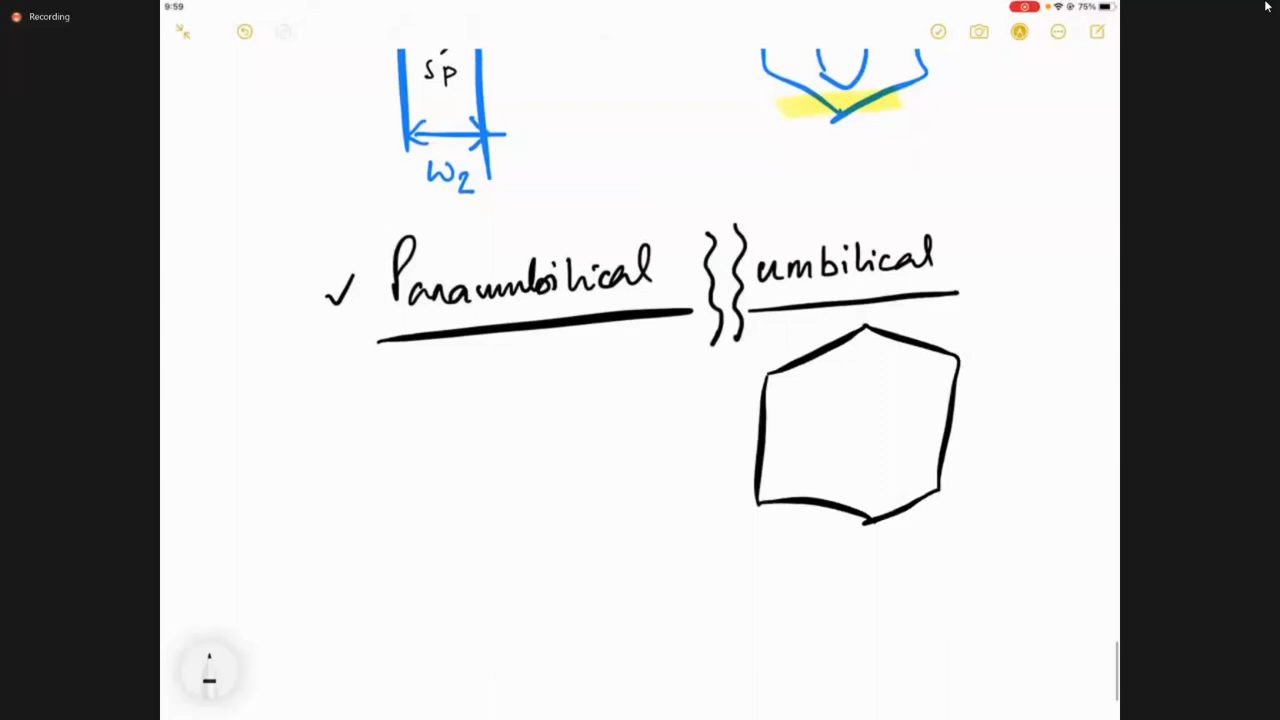 9:59
75%
Recording
Sp
W2
✓ Paraumbilical
umbilical